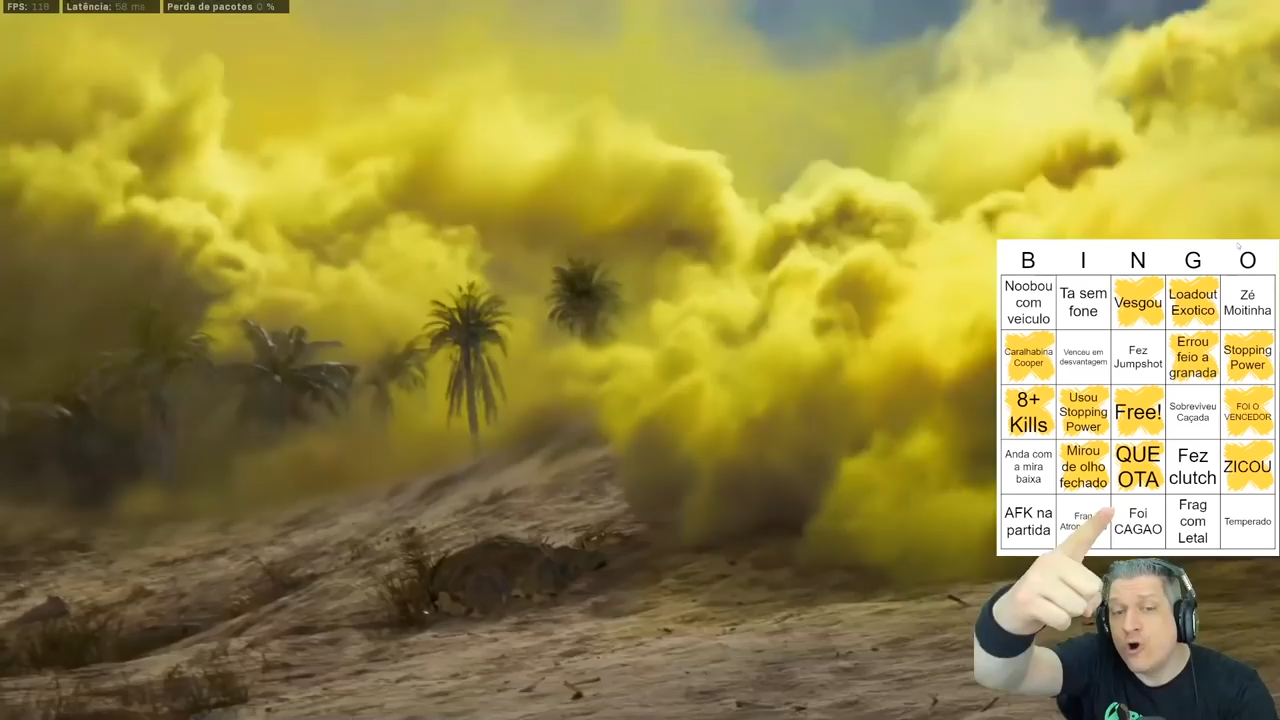 FPS: 118 Latência: 58 ms Perda de pacotes 0 %
B I N G O
Noobou
com
veiculo
Ta sem
fone
Vesgou
Loadout
Exotico
Zé
Moitinha
Caralhabina
Cooper
Venceu em
desvantagem
Fez
Jumpshot
Errou
feio a
granada
Stopping
Power
8+
Kills
Usou
Stopping
Power
Free!
Sobreviveu
Caçada
FOI O
VENCEDOR
Anda com
a mira
baixa
Mirou
de olho
fechado
QUE
OTA
Fez
clutch
ZICOU
AFK na
partida
Foi
CAGAO
Frag
com
Letal
Temperado